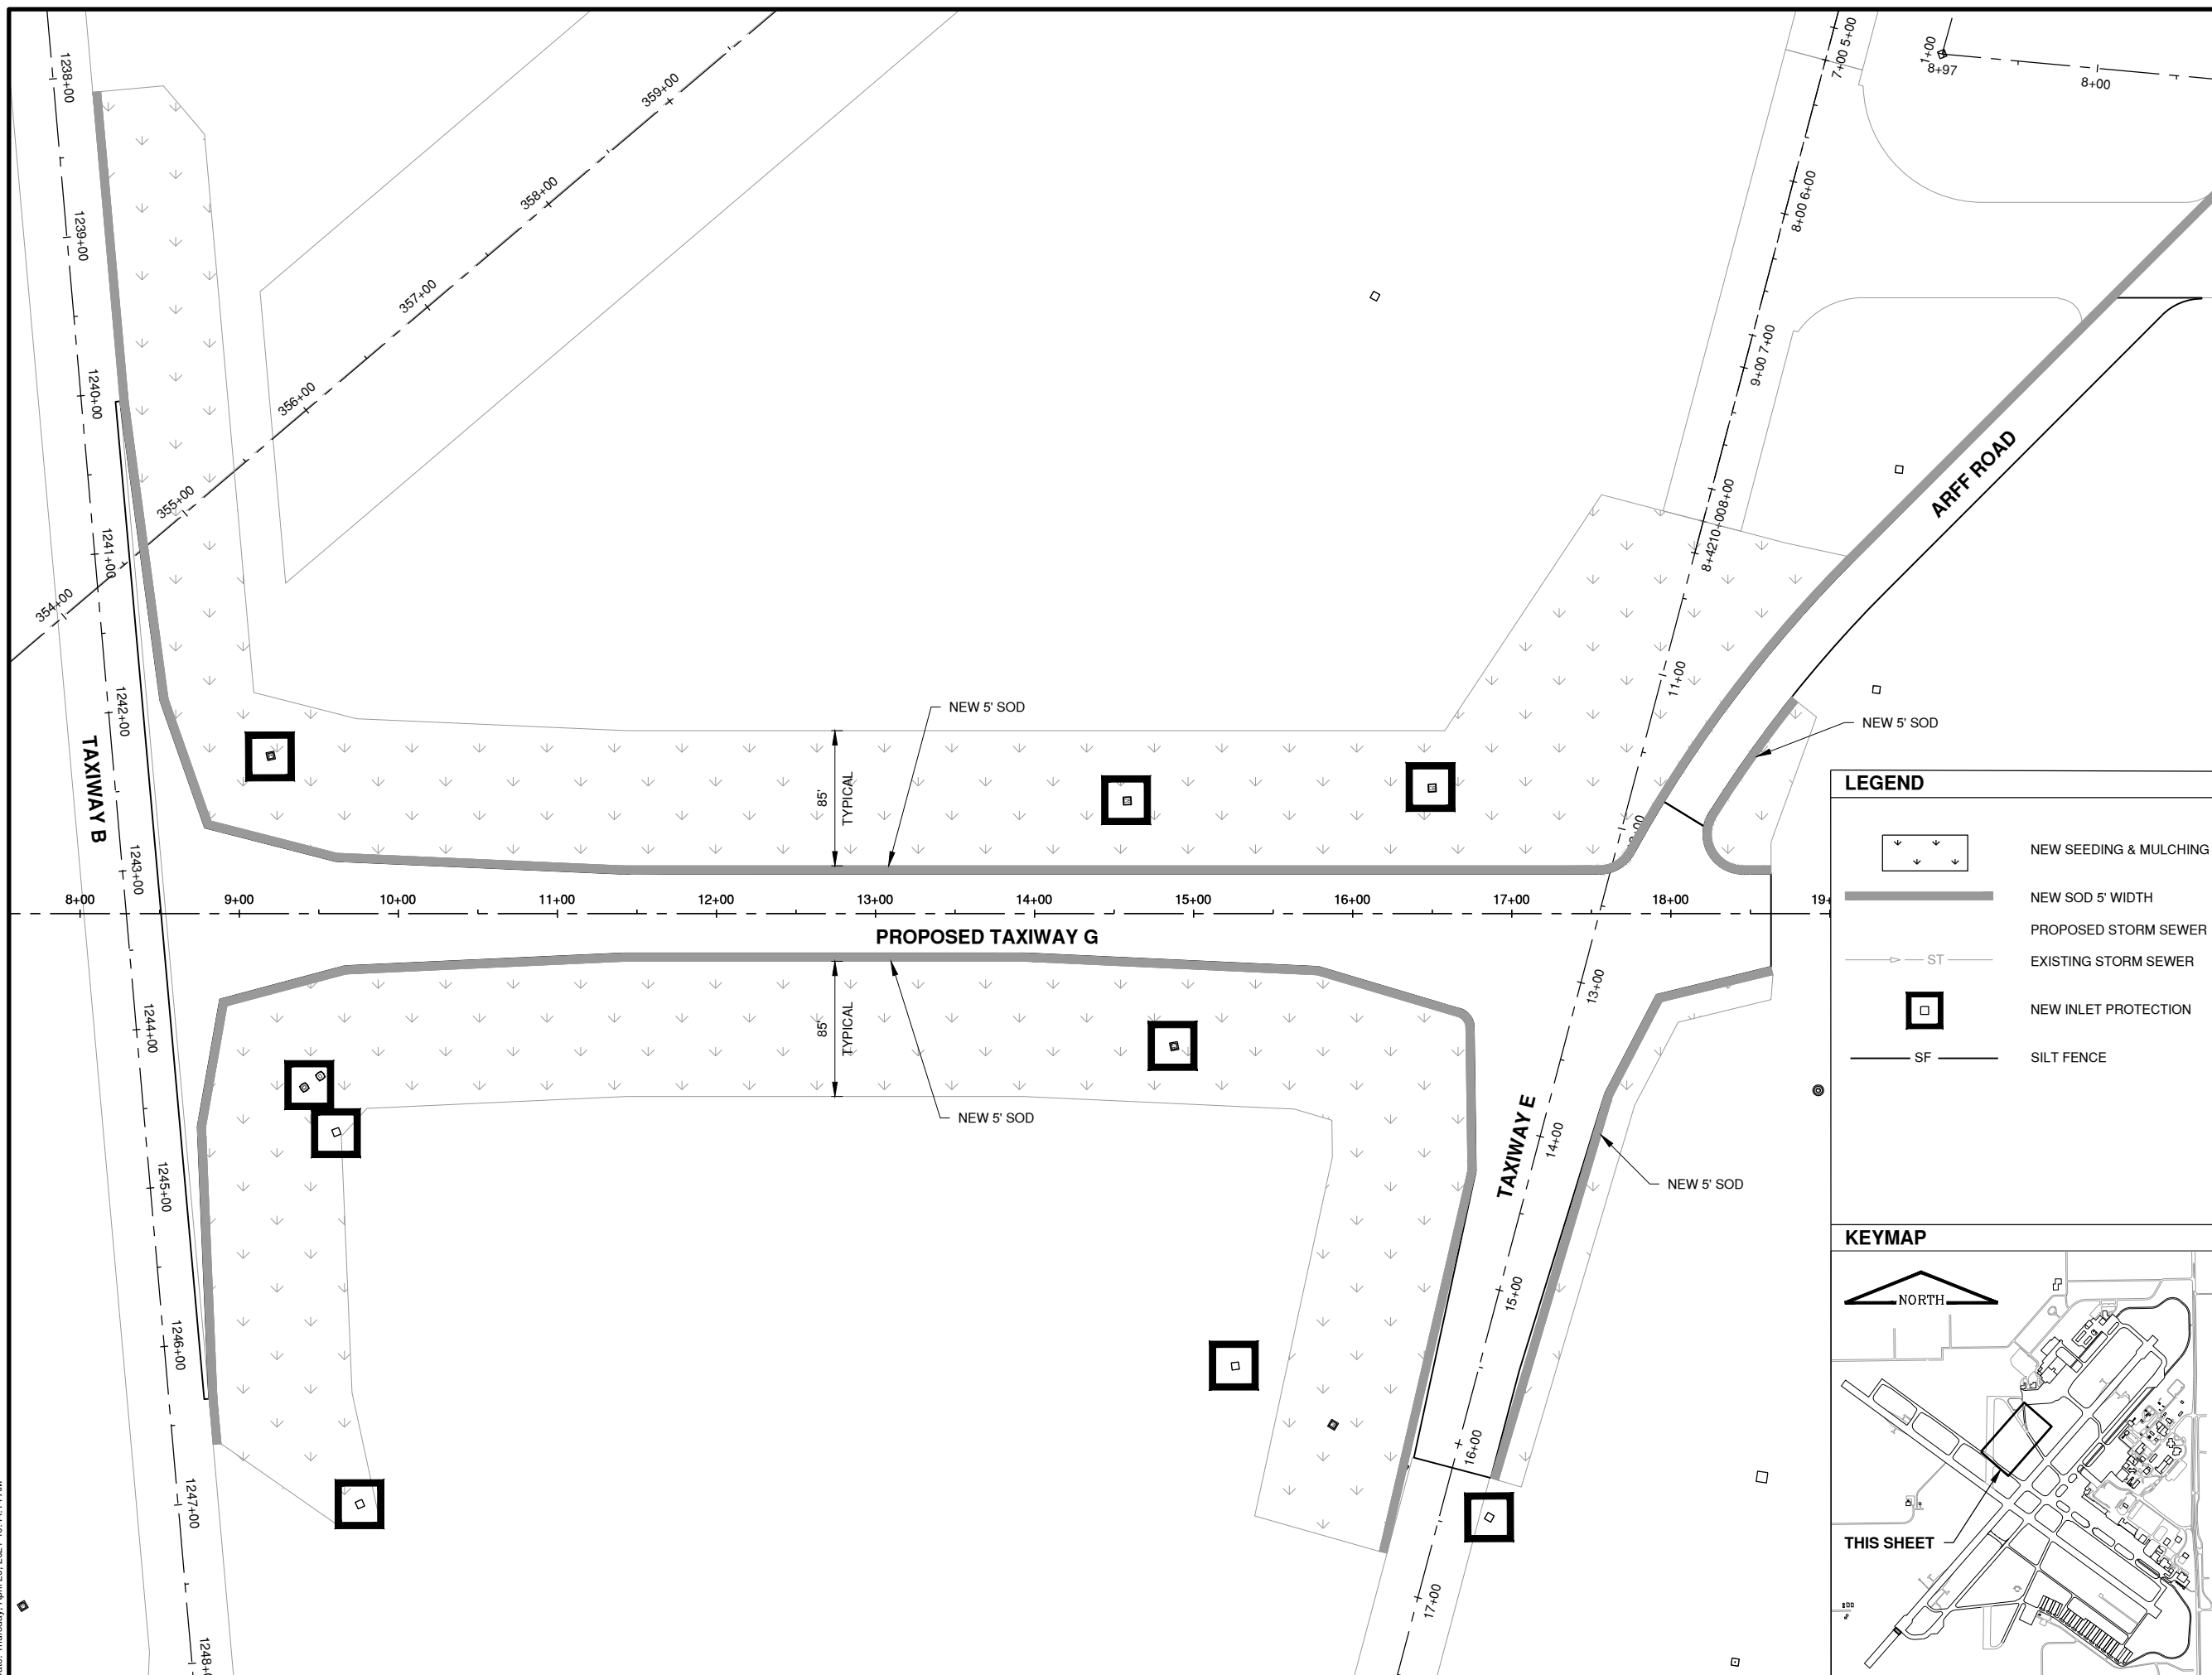 1238+00
1239+00
1240+00
1241+00
1242+00
1243+00
1244+00
1245+00
1246+00
1247+00
TAXIWAY B
354+00
355+00
356+00
357+00
358+00
359+00
7+00 5+00
8+00 6+00
9+00 7+00
8+4210+008+00
11+00
13+00
14+00
15+00
16+00
17+00
TAXIWAY E
1+00
8+97
8+00
ARFF ROAD
NEW 5' SOD
NEW 5' SOD
85'
TYPICAL
8+00
9+00
10+00
11+00
12+00
13+00
14+00
15+00
16+00
17+00
18+00
19+
PROPOSED TAXIWAY G
85'
TYPICAL
NEW 5' SOD
NEW 5' SOD
LEGEND
NEW SEEDING & MULCHING
NEW SOD 5' WIDTH
PROPOSED STORM SEWER
ST
EXISTING STORM SEWER
NEW INLET PROTECTION
SF
SILT FENCE
KEYMAP
NORTH
THIS SHEET